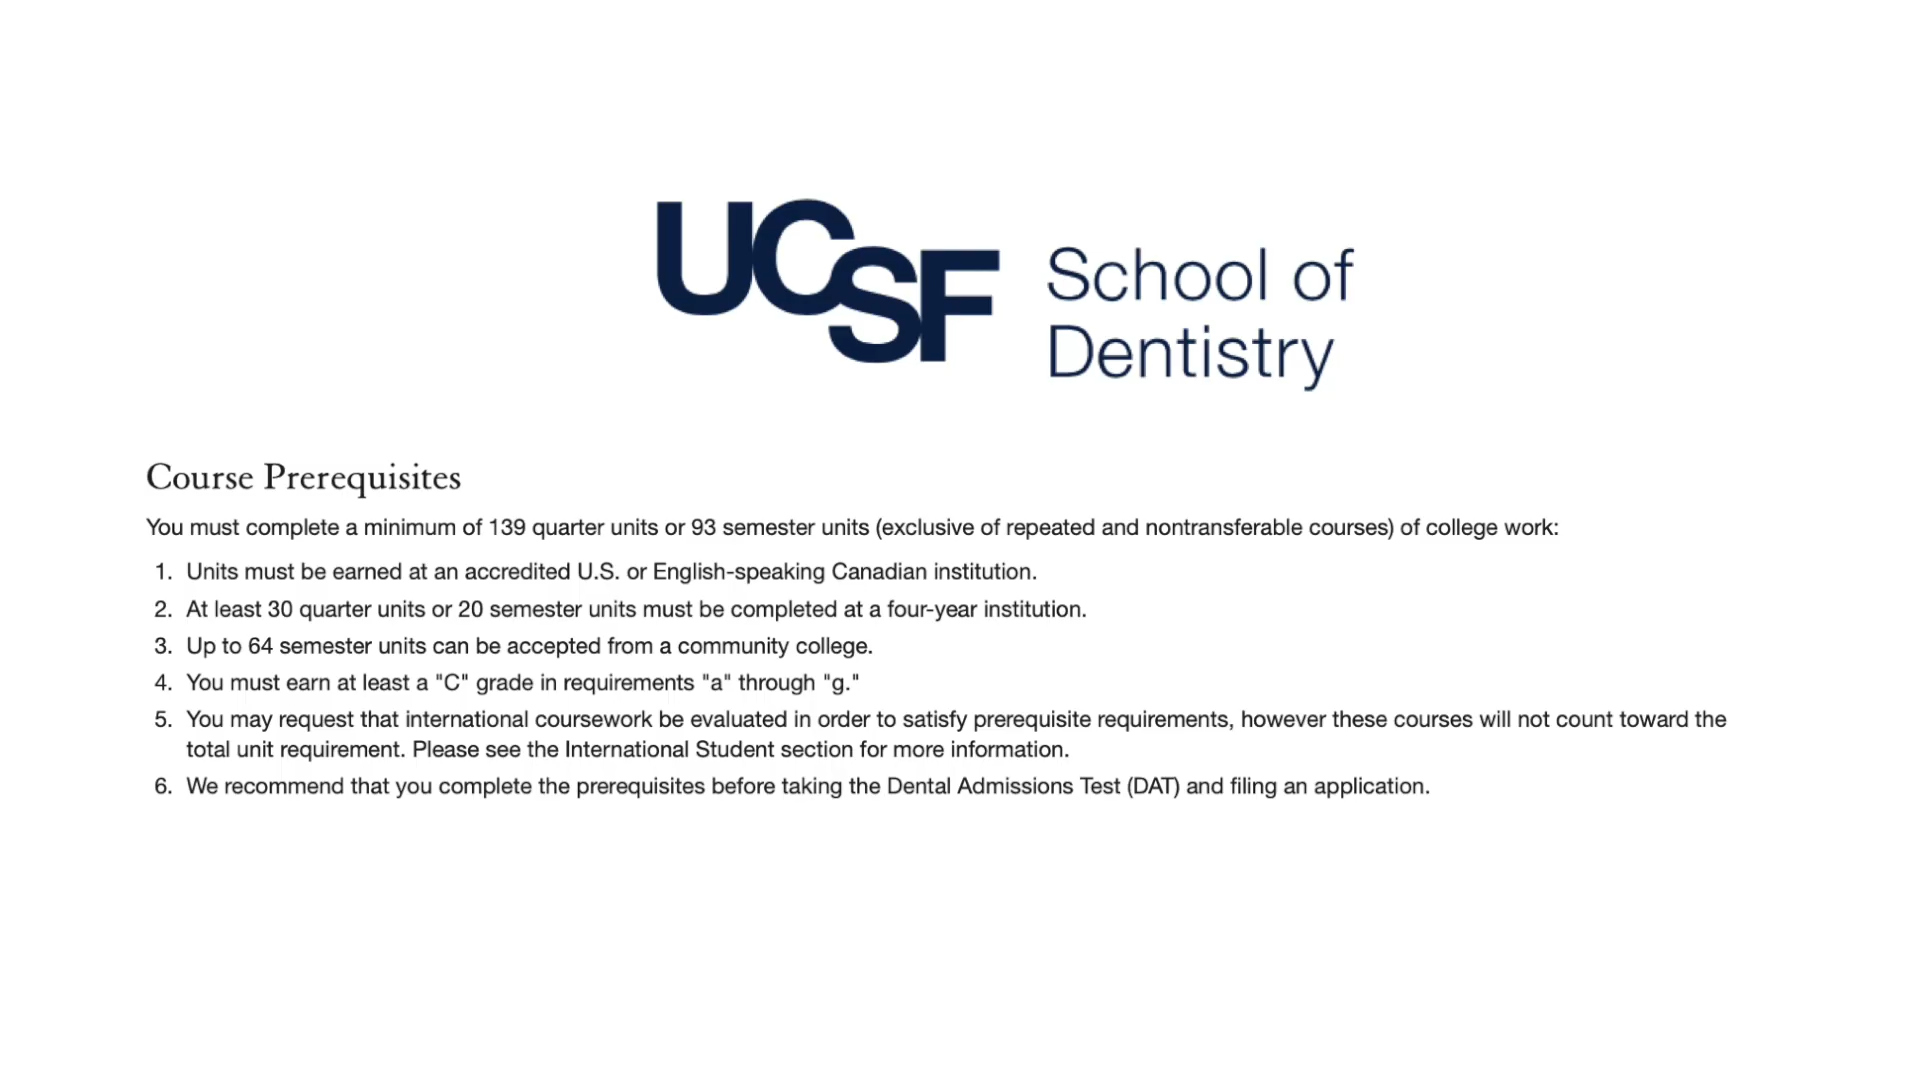 UCSF School of
Dentistry
Course Prerequisites
You must complete a minimum of 139 quarter units or 93 semester units (exclusive of repeated and nontransferable courses) of college work:
1. Units must be earned at an accredited U.S. or English-speaking Canadian institution.
2. At least 30 quarter units or 20 semester units must be completed at a four-year institution.
3. Up to 64 semester units can be accepted from a community college.
4. You must earn at least a "C" grade in requirements "a" through "g."
5. You may request that international coursework be evaluated in order to satisfy prerequisite requirements, however these courses will not count toward the
total unit requirement. Please see the International Student section for more information.
6. We recommend that you complete the prerequisites before taking the Dental Admissions Test (DAT) and filing an application.